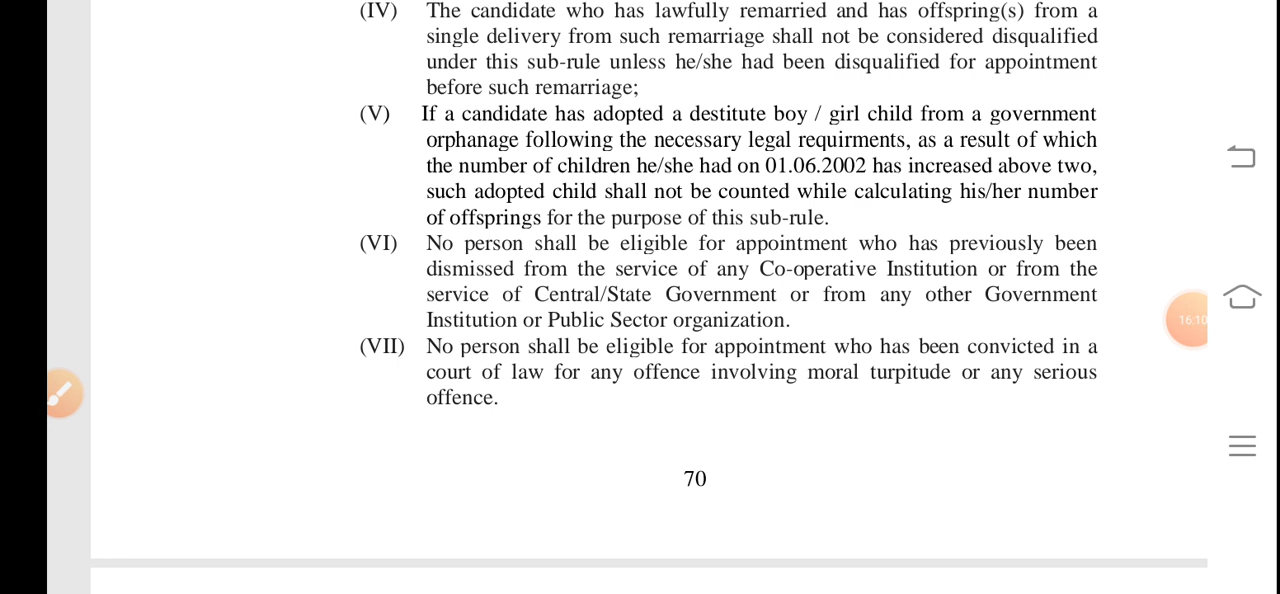 (IV) The candidate who has lawfully remarried and has offspring(s) from a
single delivery from such remarriage shall not be considered disqualified
under this sub-rule unless he/she had been disqualified for appointment
before such remarriage;
(V) If a candidate has adopted a destitute boy / girl child from a government
orphanage following the necessary legal requirments, as a result of which
the number of children he/she had on 01.06.2002 has increased above two,
such adopted child shall not be counted while calculating his/her number
of offsprings for the purpose of this sub-rule.
(VI) No person shall be eligible for appointment who has previously been
dismissed from the service of any Co-operative Institution or from the
service of Central/State Government or from any other Government
Institution or Public Sector organization.
16:10
(VII) No person shall be eligible for appointment who has been convicted in a
court of law for any offence involving moral turpitude or any serious
offence.
70